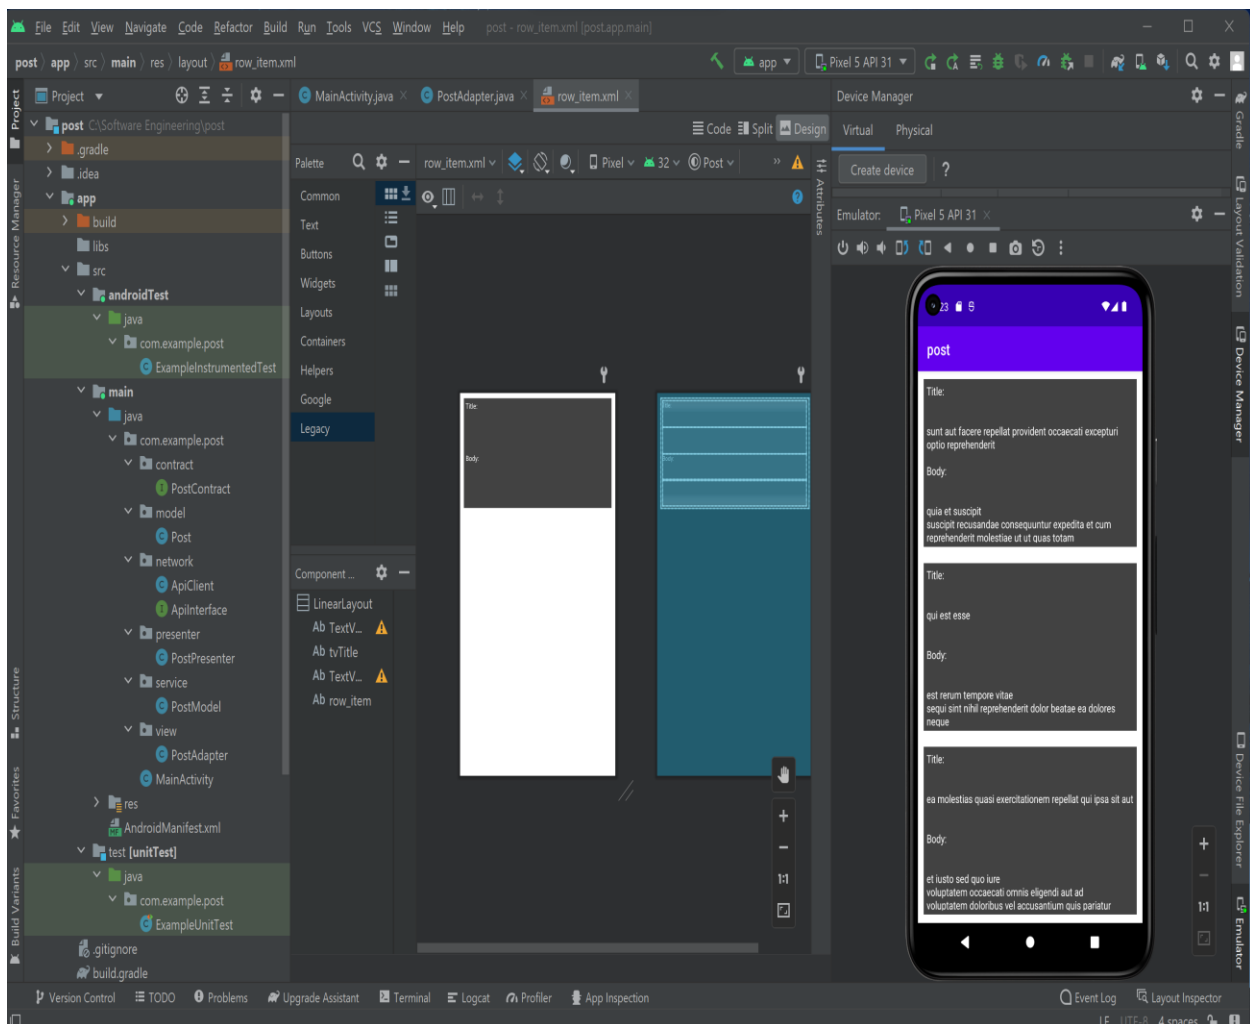 File Edit View Navigate Code Refactor Build Run Tools VCS Window Help post - row_item.xml [post.app.main]
post app src main res layout row_item.xml
app Pixel 5 API 31
Project
MainActivity.java PostAdapter.java row_item.xml
Device Manager
post C:\Software Engineering\post
.gradle
.idea
app
build
libs
src
androidTest
java
com.example.post
ExampleInstrumentedTest
main
java
com.example.post
contract
PostContract
model
Post
network
ApiClient
ApiInterface
presenter
PostPresenter
service
PostModel
view
PostAdapter
MainActivity
res
AndroidManifest.xml
test [unitTest]
java
com.example.post
ExampleUnitTest
.gitignore
build.gradle
Project
Resource Manager
Structure
Favorites
Build Variants
Code Split Design
Palette
row_item.xml Pixel 32 Post
Common
Text
Buttons
Widgets
Layouts
Containers
Helpers
Google
Legacy
Component ...
LinearLayout
Ab TextV...
Ab tvTitle
Ab TextV...
Ab row_item
Title:
Body:
Title:
Body:
1:1
Attributes
Virtual Physical
Create device ?
Emulator: Pixel 5 API 31
23
post
Title:
sunt aut facere repellat provident occaecati excepturi
optio reprehenderit
Body:
quia et suscipit
suscipit recusandae consequuntur expedita et cum
reprehenderit molestiae ut ut quas totam
Title:
qui est esse
Body:
est rerum tempore vitae
sequi sint nihil reprehenderit dolor beatae ea dolores
neque
Title:
ea molestias quasi exercitationem repellat qui ipsa sit aut
Body:
et iusto sed quo iure
voluptatem occaecati omnis eligendi aut ad
voluptatem doloribus vel accusantium quis pariatur
1:1
Gradle
Layout Validation
Device Manager
Device File Explorer
Emulator
Version Control TODO Problems Upgrade Assistant Terminal Logcat Profiler App Inspection
Event Log Layout Inspector
LF UTF-8 4 spaces